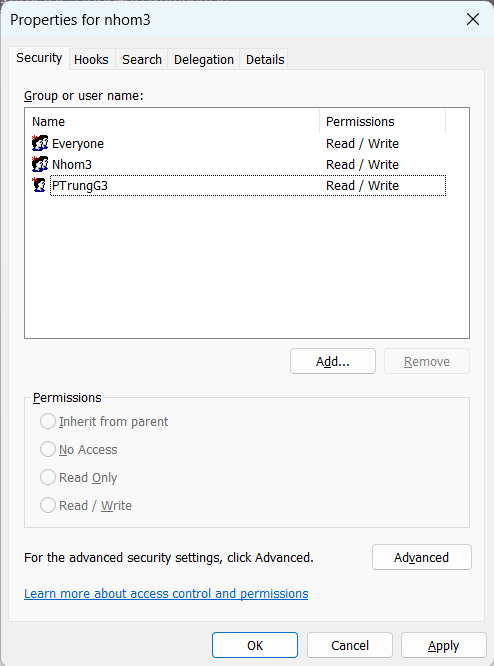 Properties for nhom3
Security Hooks Search Delegation Details
Group or user name:
Name Permissions
Everyone Read / Write
Nhom3 Read / Write
PTrungG3 Read / Write
Add... Remove
Permissions
Inherit from parent
No Access
Read Only
Read / Write
For the advanced security settings, click Advanced. Advanced
Learn more about access control and permissions
OK Cancel Apply